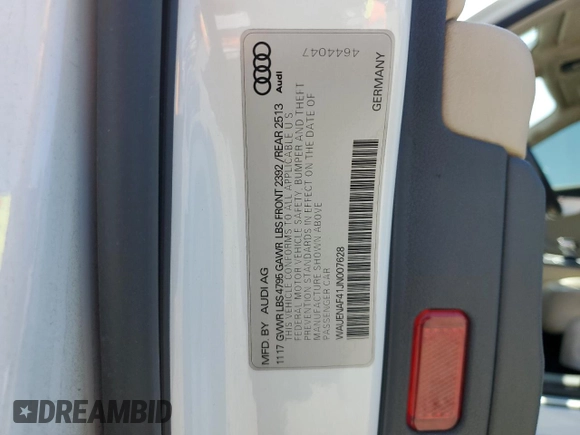 4644047
Audi
GERMANY
MFD. BY AUDI AG
11 17 GVWR LBS 4795 GAWR LBS FRONT 2392 / REAR 2513
THIS VEHICLE CONFORMS TO ALL APPLICABLE U S
FEDERAL MOTOR VEHICLE SAFETY, BUMPER AND THEFT
PREVENTION STANDARDS IN EFFECT ON THE DATE OF
MANUFACTURE SHOWN ABOVE
PASSENGER CAR
WAUENAF41JN007628
DREAMBID